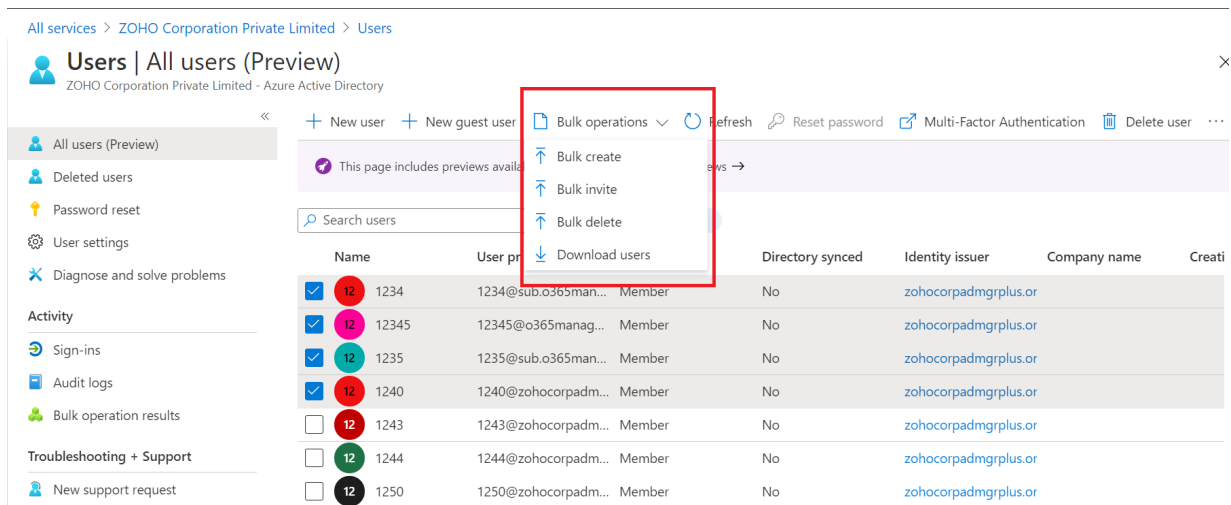 All services > ZOHO Corporation Private Limited > Users
Users | All users (Preview)
ZOHO Corporation Private Limited - Azure Active Directory
All users (Preview)
Deleted users
Password reset
User settings
Diagnose and solve problems
Activity
Sign-ins
Audit logs
Bulk operation results
Troubleshooting + Support
New support request
New user New guest user Bulk operations Refresh Reset password Multi-Factor Authentication Delete user ...
Bulk create
Bulk invite
Bulk delete
Download users
This page includes previews
Search users
Name Directory synced Identity issuer Company name
12 1234 1234@sub.o365man... Member No zohocorpadmgrplus.or
12 12345 12345@o365manag... Member No zohocorpadmgrplus.or
12 1235 1235@sub.o365man... Member No zohocorpadmgrplus.or
12 1240 1240@zohocorpadm... Member No zohocorpadmgrplus.or
12 1243 1243@zohocorpadm... Member No zohocorpadmgrplus.or
12 1244 1244@zohocorpadm... Member No zohocorpadmgrplus.or
12 1250 1250@zohocorpadm... Member No zohocorpadmgrplus.or